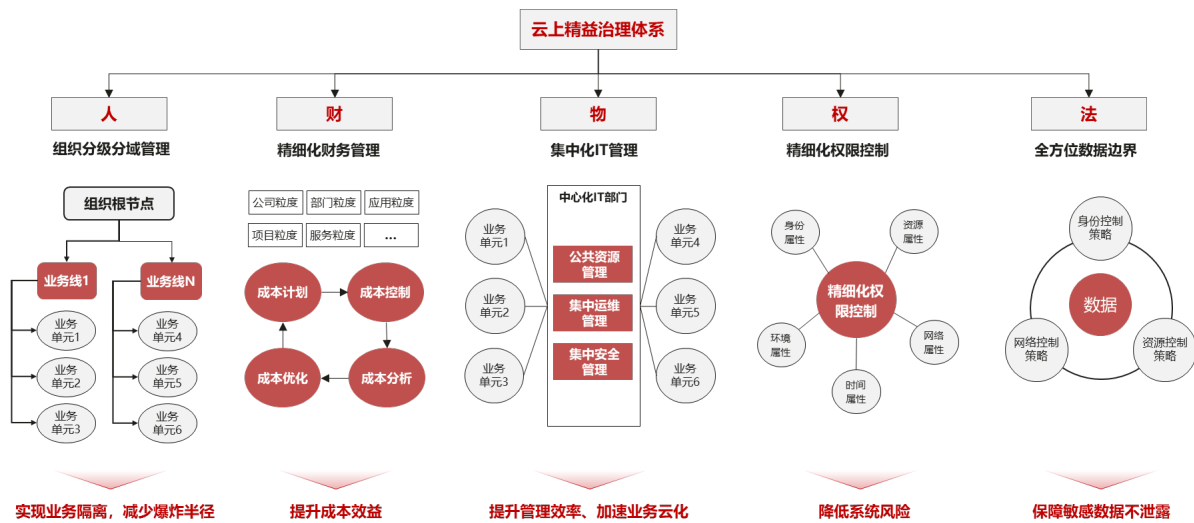 云上精益治理体系
人
财
物
权
法
组织分级分域管理
精细化财务管理
集中化IT管理
精细化权限控制
全方位数据边界
组织根节点
业务线1
业务线N
业务
单元1
业务
单元2
业务
单元3
业务
单元4
业务
单元5
业务
单元6
公司粒度
部门粒度
应用粒度
项目粒度
服务粒度
...
成本计划
成本控制
成本优化
成本分析
业务
单元1
业务
单元2
业务
单元3
中心化IT部门
公共资源
管理
集中运维
管理
集中安全
管理
业务
单元4
业务
单元5
业务
单元6
身份
属性
资源
属性
精细化权
限控制
环境
属性
网络
属性
时间
属性
身份控制
策略
数据
网络控制
策略
资源控制
策略
实现业务隔离，减少爆炸半径
提升成本效益
提升管理效率、加速业务云化
降低系统风险
保障敏感数据不泄露